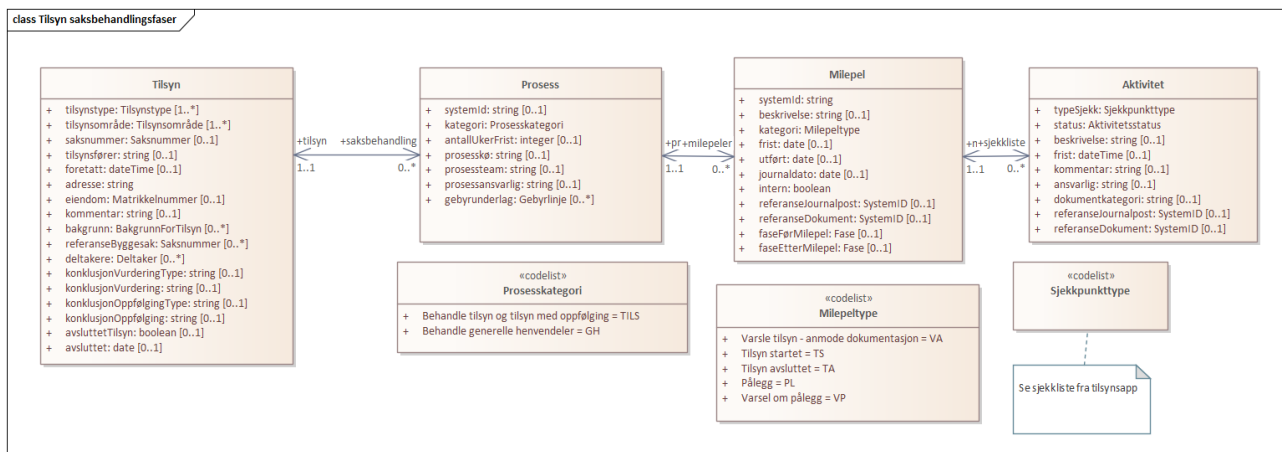 class Tilsyn saksbehandlingsfaser
Tilsyn
+ tilsynstype: Tilsynstype [1..*]
+ tilsynsområde: Tilsynsområde [1..*]
+ saksnummer: Saksnummer [0..1]
+ tilsynsfører: string [0..1]
+ foretatt: dateTime [0..1]
+ adresse: string
+ eiendom: Matrikkelnummer [0..1]
+ kommentar: string [0..1]
+ bakgrunn: BakgrunnForTilsyn [0..*]
+ referanseByggesak: Saksnummer [0..*]
+ deltakere: Deltaker [0..*]
+ konklusjonVurderingType: string [0..1]
+ konklusjonVurdering: string [0..1]
+ konklusjonOppfølgingType: string [0..1]
+ konklusjonOppfølging: string [0..1]
+ avsluttetTilsyn: boolean [0..1]
+ avsluttet: date [0..1]
+tilsyn +saksbehandling
1..1 0..*
Prosess
+ systemId: string [0..1]
+ kategori: Prosesskategori
+ antallUkerFrist: integer [0..1]
+ prosesskø: string [0..1]
+ prosessteam: string [0..1]
+ prosessansvarlig: string [0..1]
+ gebyrunderlag: Gebyrlinje [0..*]
+pr+milepeler
1..1 0..*
Milepel
+ systemId: string
+ beskrivelse: string [0..1]
+ kategori: Milepeltype
+ frist: date [0..1]
+ utført: date [0..1]
+ journaldato: date [0..1]
+ intern: boolean
+ referanseJournalpost: SystemID [0..1]
+ referanseDokument: SystemID [0..1]
+ faseFørMilepel: Fase [0..1]
+ faseEtterMilepel: Fase [0..1]
+n+sjekkliste
1..1 0..*
Aktivitet
+ typeSjekk: Sjekkpunkttype
+ status: Aktivitetsstatus
+ beskrivelse: string [0..1]
+ frist: dateTime [0..1]
+ kommentar: string [0..1]
+ ansvarlig: string [0..1]
+ dokumentkategori: string [0..1]
+ referanseJournalpost: SystemID [0..1]
+ referanseDokument: SystemID [0..1]
«codelist»
Prosesskategori
+ Behandle tilsyn og tilsyn med oppfølging = TILS
+ Behandle generelle henvendeler = GH
«codelist»
Milepeltype
+ Varsle tilsyn - anmode dokumentasjon = VA
+ Tilsyn startet = TS
+ Tilsyn avsluttet = TA
+ Pålegg = PL
+ Varsel om pålegg = VP
«codelist»
Sjekkpunkttype
Se sjekkliste fra tilsynsapp